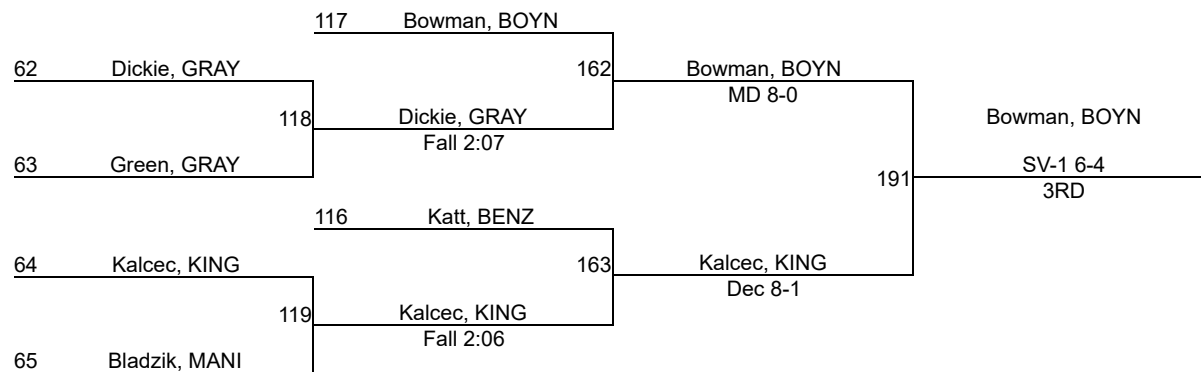 117 Bowman, BOYN
62 Dickie, GRAY
162 Bowman, BOYN
MD 8-0
118 Dickie, GRAY
Fall 2:07
Bowman, BOYN
63 Green, GRAY
191 SV-1 6-4
3RD
116 Katt, BENZ
64 Kalcec, KING
163 Kalcec, KING
Dec 8-1
119 Kalcec, KING
Fall 2:06
65 Bladzik, MANI